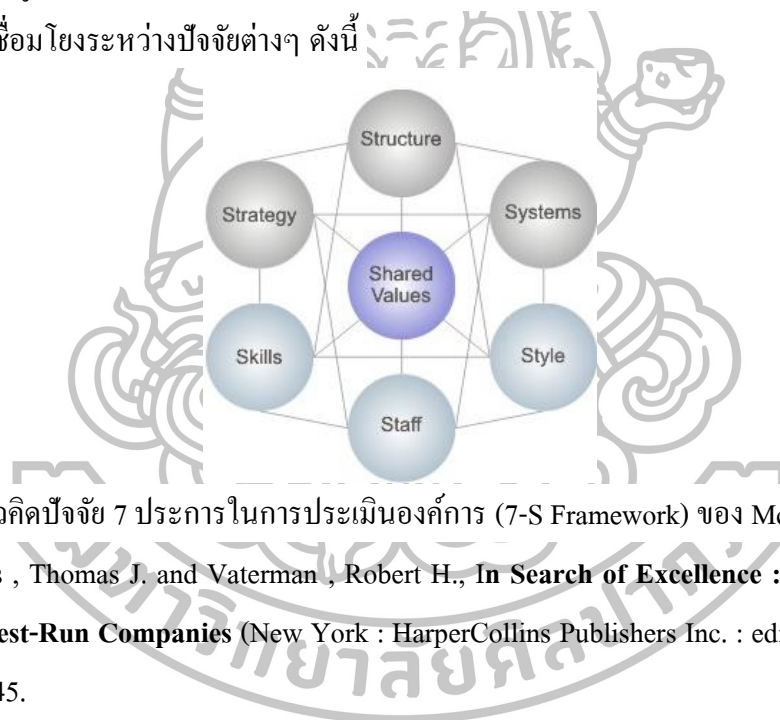 ชื่อมโยงระหว่างปัจจัยต่างๆ ดังนี้
Structure
Strategy
Systems
Shared
Values
Skills
Style
Staff
วคิดปัจจัย 7 ประการในการประเมินองค์การ (7-S Framework) ของ Mc
s , Thomas J. and Vaterman , Robert H., In Search of Excellence :
est-Run Companies (New York : HarperCollins Publishers Inc. : edi
45.